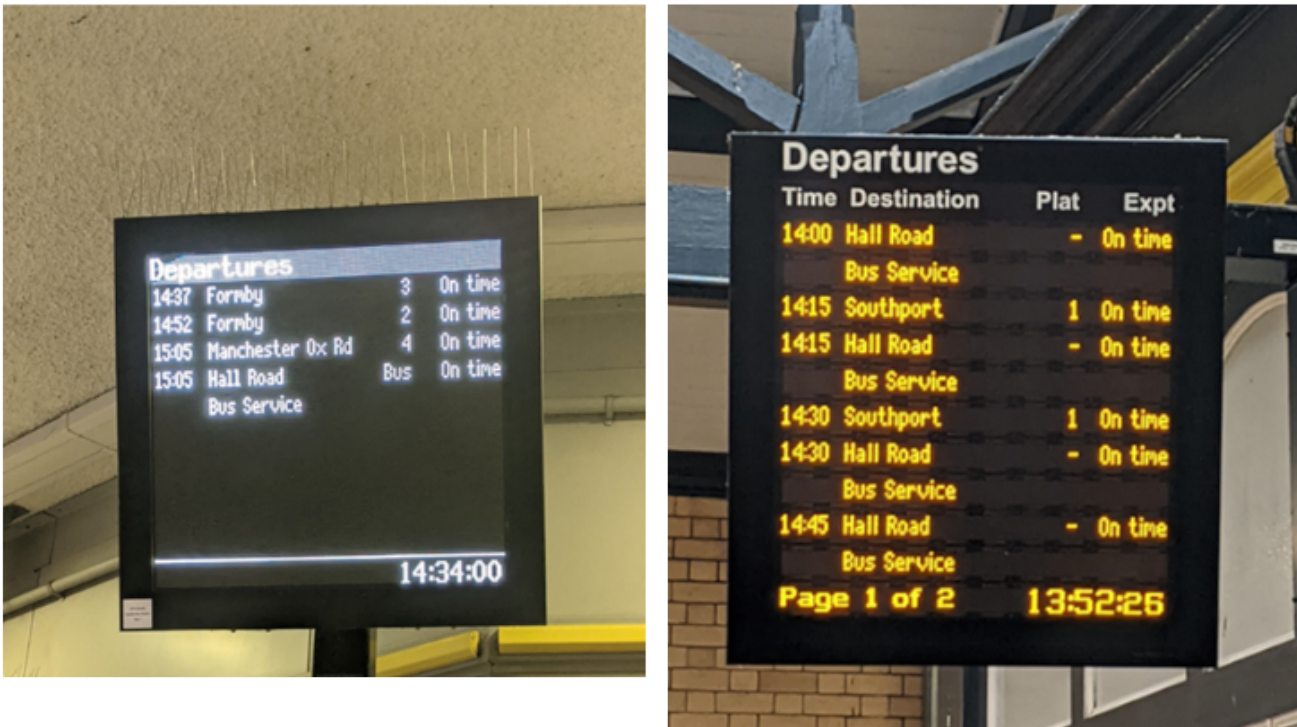 Departures
14:37 Formby 3 On time
14:52 Formby 2 On time
15:05 Manchester Ox Rd 4 On time
15:05 Hall Road Bus On time
Bus Service
14:34:00
Departures
Time Destination Plat Expt
14:00 Hall Road - On time
Bus Service
14:15 Southport 1 On time
14:15 Hall Road - On time
Bus Service
14:30 Southport 1 On time
14:30 Hall Road - On time
Bus Service
14:45 Hall Road - On time
Bus Service
Page 1 of 2 13:52:26